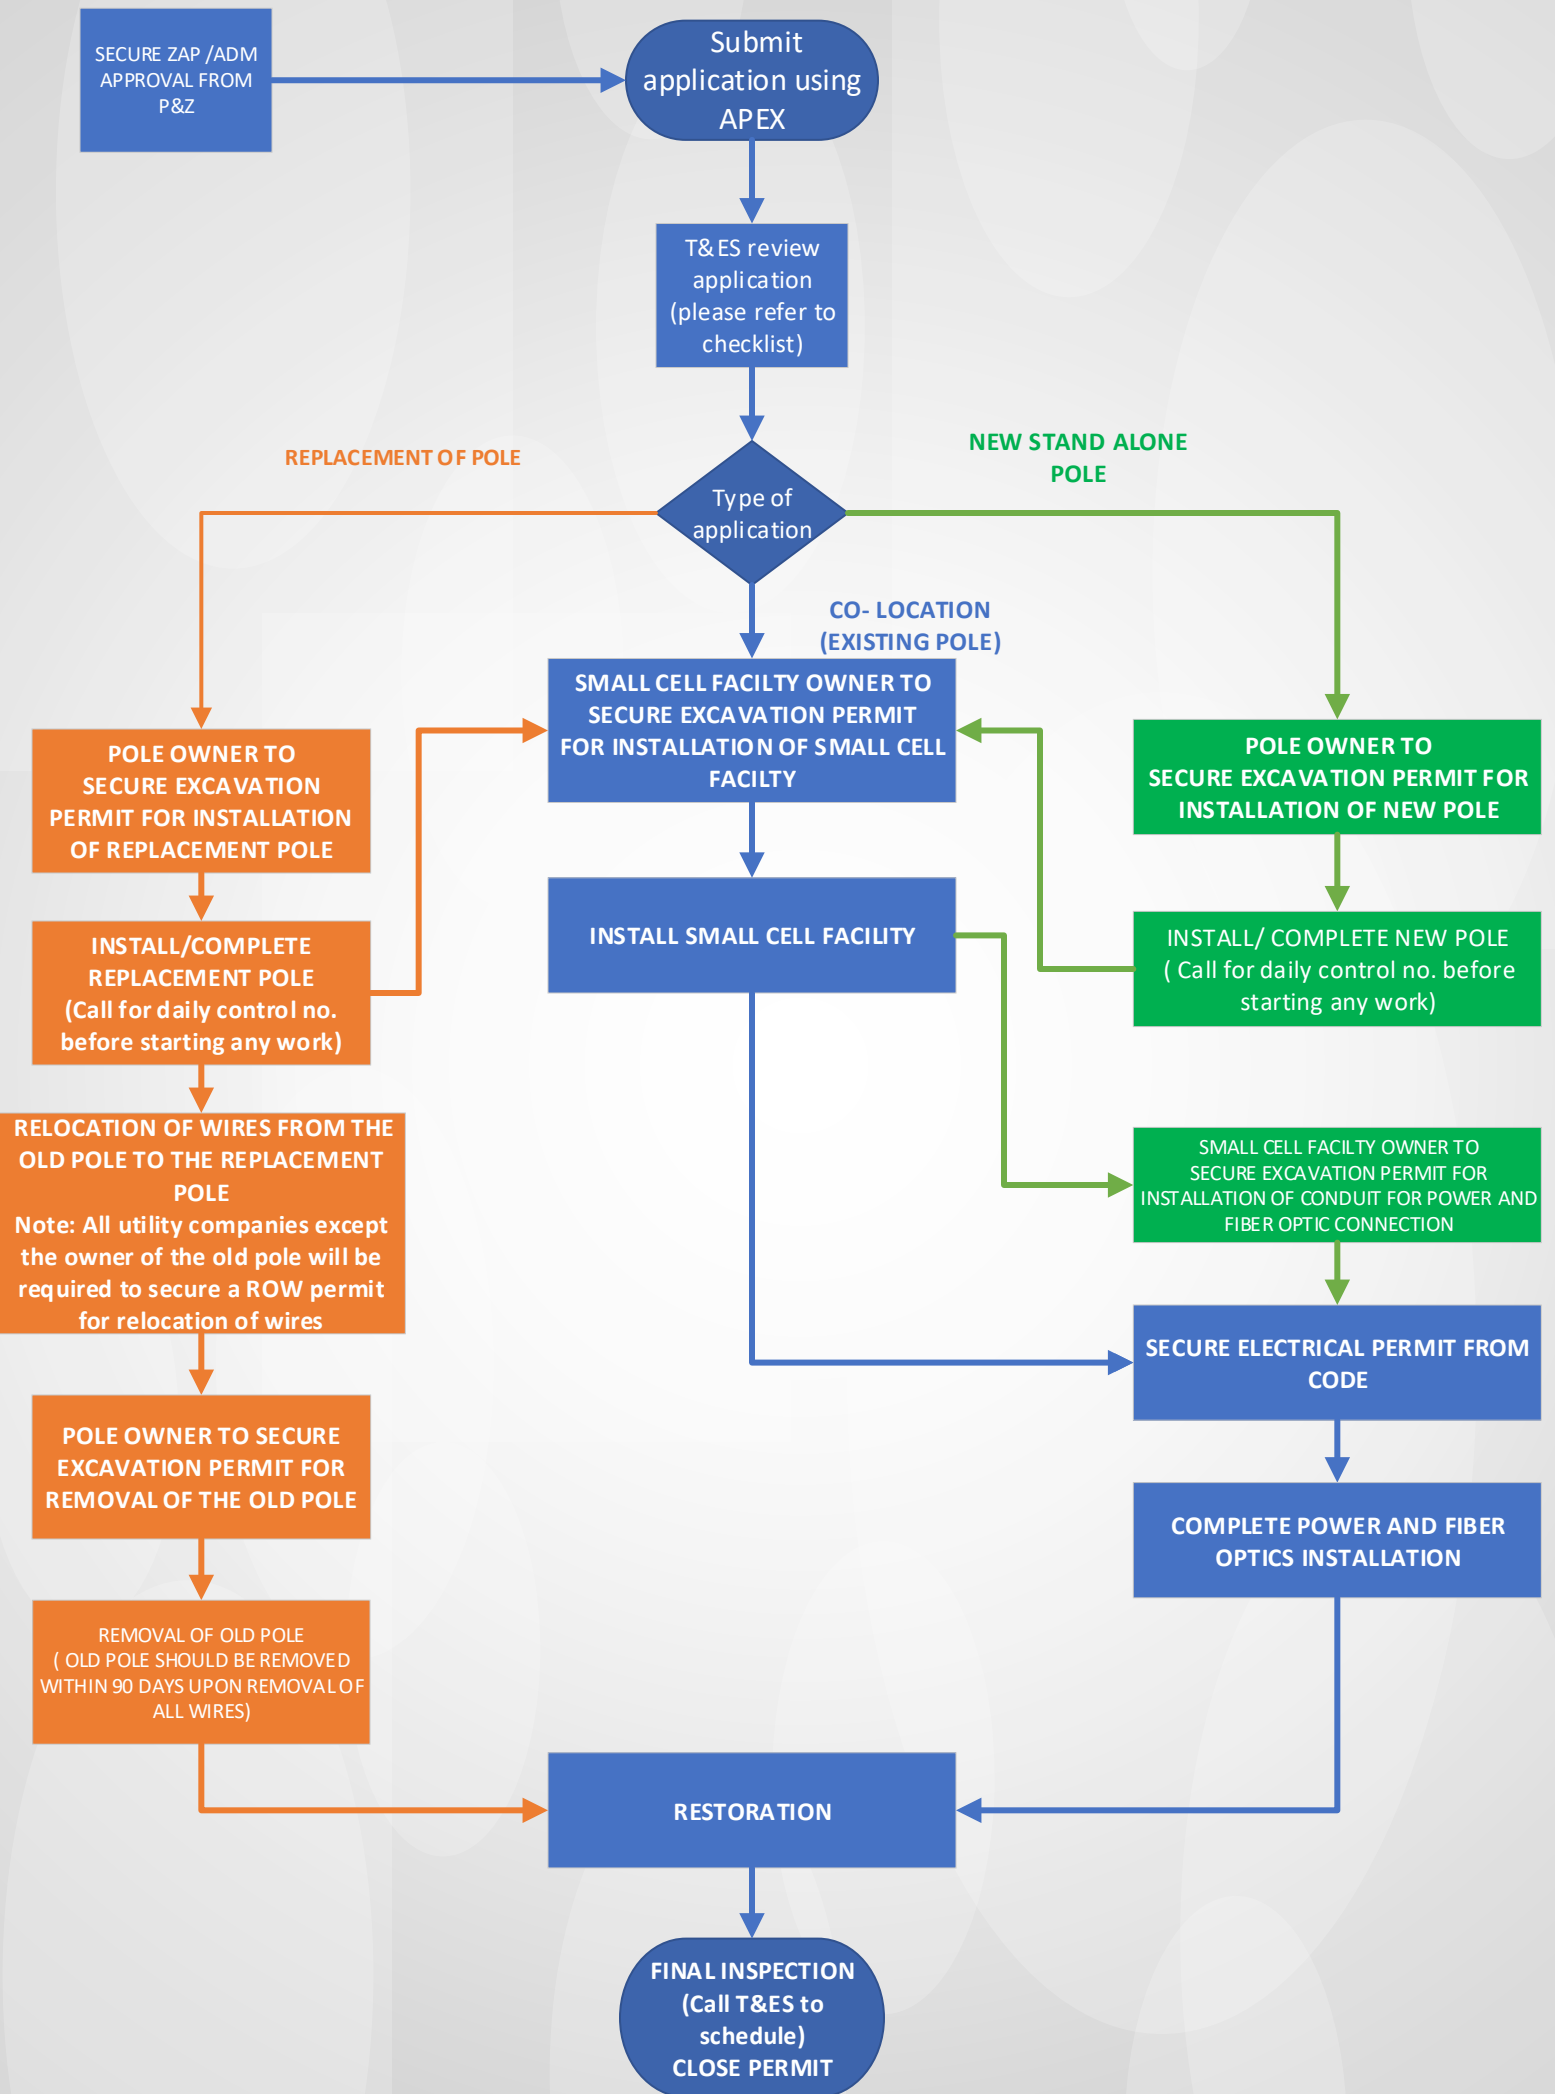 SECURE ZAP /ADM
APPROVAL FROM
P&Z
Submit
application using
APEX
T&ES review
application
(please refer to
checklist)
Type of
application
REPLACEMENT OF POLE
NEW STAND ALONE
POLE
CO- LOCATION
(EXISTING POLE)
SMALL CELL FACILTY OWNER TO
SECURE EXCAVATION PERMIT
FOR INSTALLATION OF SMALL CELL
FACILTY
POLE OWNER TO
SECURE EXCAVATION
PERMIT FOR INSTALLATION
OF REPLACEMENT POLE
POLE OWNER TO
SECURE EXCAVATION PERMIT FOR
INSTALLATION OF NEW POLE
INSTALL/COMPLETE
REPLACEMENT POLE
(Call for daily control no.
before starting any work)
INSTALL SMALL CELL FACILITY
INSTALL/ COMPLETE NEW POLE
( Call for daily control no. before
starting any work)
RELOCATION OF WIRES FROM THE
OLD POLE TO THE REPLACEMENT
POLE
Note: All utility companies except
the owner of the old pole will be
required to secure a ROW permit
for relocation of wires
SMALL CELL FACILTY OWNER TO
SECURE EXCAVATION PERMIT FOR
INSTALLATION OF CONDUIT FOR POWER AND
FIBER OPTIC CONNECTION
SECURE ELECTRICAL PERMIT FROM
CODE
POLE OWNER TO SECURE
EXCAVATION PERMIT FOR
REMOVAL OF THE OLD POLE
COMPLETE POWER AND FIBER
OPTICS INSTALLATION
REMOVAL OF OLD POLE
( OLD POLE SHOULD BE REMOVED
WITHIN 90 DAYS UPON REMOVAL OF
ALL WIRES)
RESTORATION
FINAL INSPECTION
(Call T&ES to
schedule)
CLOSE PERMIT